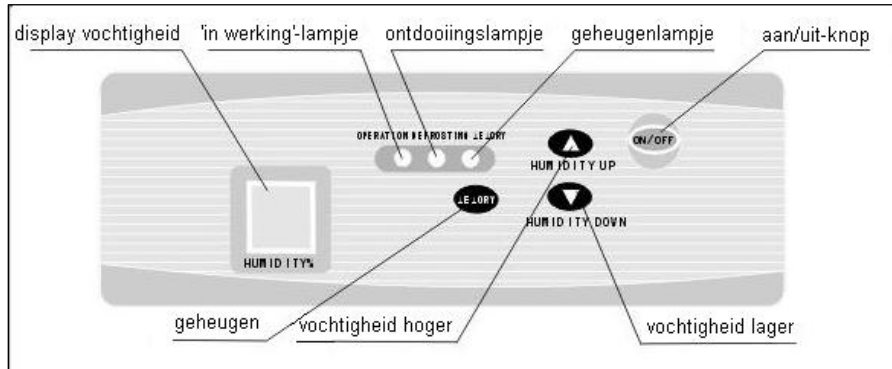 display vochtigheid 'in werking'-lampje ontdooiingslampje geheugenlampje aan/uit-knop
OPERATION DEFROSTING
ON/OFF
HUMIDITY UP
HUMIDITY DOWN
HUMIDITY%
geheugen vochtigheid hoger vochtigheid lager